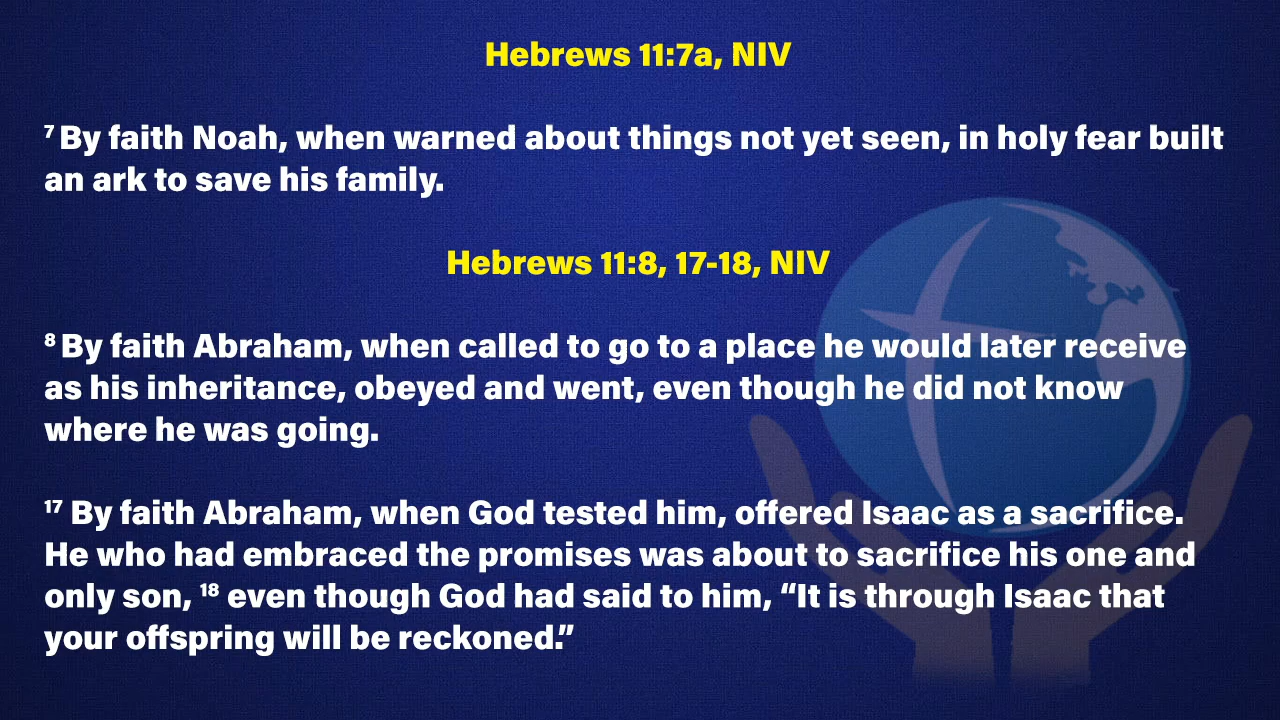 Hebrews 11:7a, NIV
⁷ By faith Noah, when warned about things not yet seen, in holy fear built
an ark to save his family.
Hebrews 11:8, 17-18, NIV
⁸ By faith Abraham, when called to go to a place he would later receive
as his inheritance, obeyed and went, even though he did not know
where he was going.
¹⁷ By faith Abraham, when God tested him, offered Isaac as a sacrifice.
He who had embraced the promises was about to sacrifice his one and
only son, ¹⁸ even though God had said to him, “It is through Isaac that
your offspring will be reckoned.”